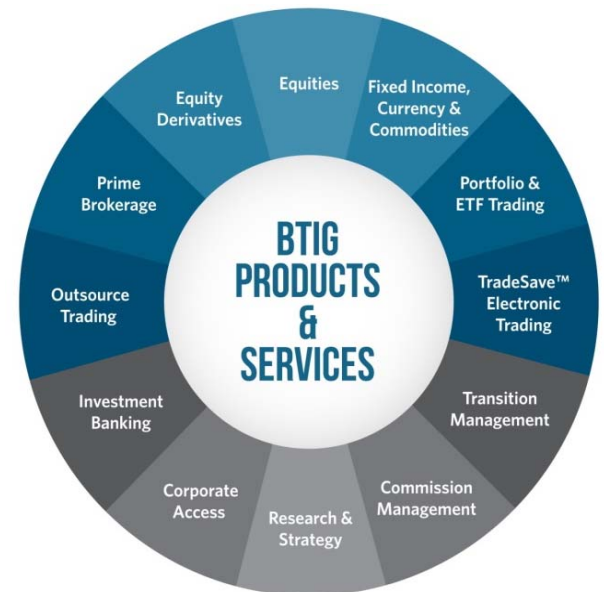 Equities
Fixed Income,
Currency &
Commodities
Portfolio &
ETF Trading
TradeSave™
Electronic
Trading
Transition
Management
Commission
Management
Research &
Strategy
Corporate
Access
Investment
Banking
Outsource
Trading
Prime
Brokerage
Equity
Derivatives
BTIG
PRODUCTS
&
SERVICES